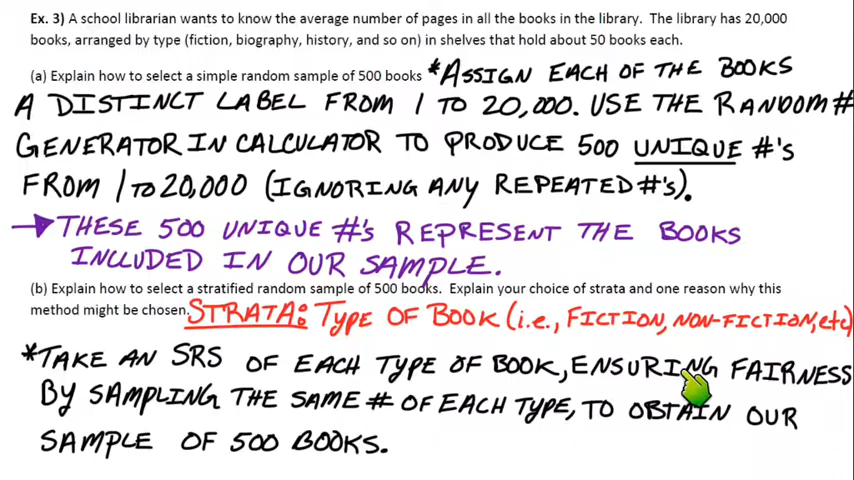 Ex. 3) A school librarian wants to know the average number of pages in all the books in the library. The library has 20,000
books, arranged by type (fiction, biography, history, and so on) in shelves that hold about 50 books each.
(a) Explain how to select a simple random sample of 500 books *ASSIGN EACH OF THE BOOKS
A DISTINCT LABEL FROM 1 TO 20,000. USE THE RANDOM #
GENERATOR IN CALCULATOR TO PRODUCE 500 UNIQUE #'s
FROM 1 TO 20,000 (IGNORING ANY REPEATED #'s).
→ THESE 500 UNIQUE #'s REPRESENT THE BOOKS
INCLUDED IN OUR SAMPLE.
(b) Explain how to select a stratified random sample of 500 books. Explain your choice of strata and one reason why this
method might be chosen. STRATA: TYPE OF BOOK (i.e., FICTION, NON-FICTION, etc)
*TAKE AN SRS OF EACH TYPE OF BOOK, ENSURING FAIRNESS
BY SAMPLING THE SAME # OF EACH TYPE, TO OBTAIN OUR
SAMPLE OF 500 BOOKS.